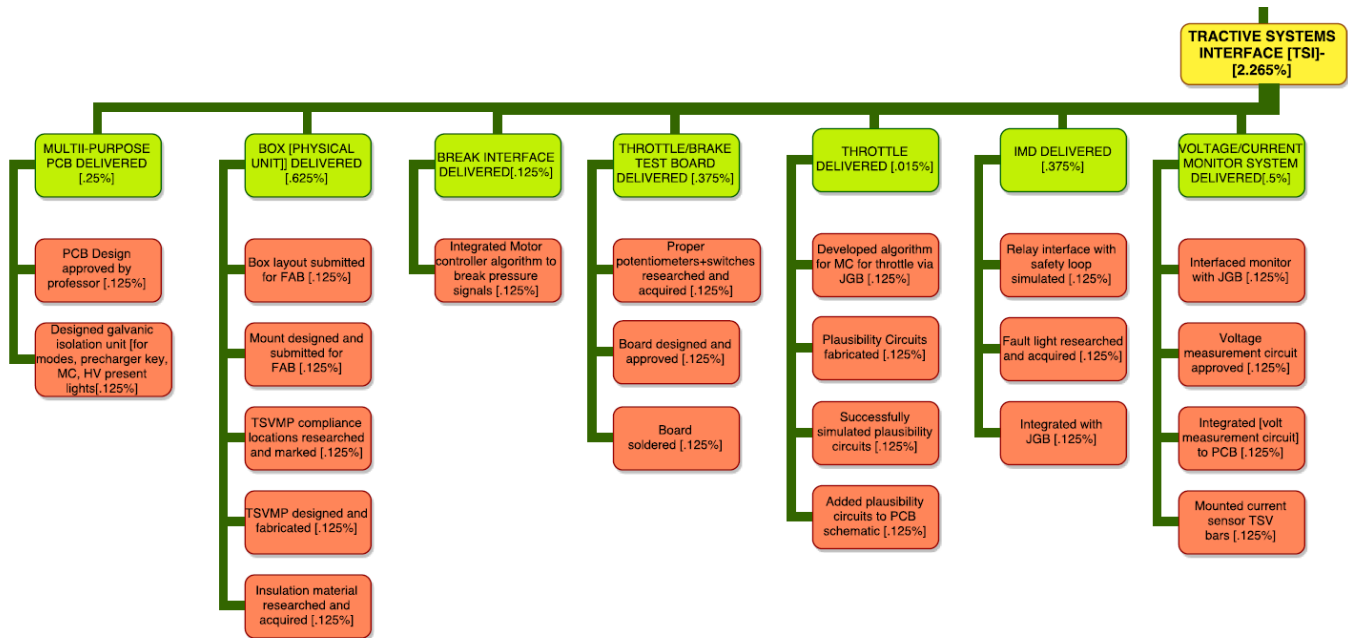 TRACTIVE SYSTEMS
INTERFACE [TSI]-
[2.265%]
MULTII-PURPOSE
PCB DELIVERED
[.25%]
BOX [PHYSICAL
UNIT]] DELIVERED
[.625%]
BREAK INTERFACE
DELIVERED[.125%]
THROTTLE/BRAKE
TEST BOARD
DELIVERED [.375%]
THROTTLE
DELIVERED [.015%]
IMD DELIVERED
[.375%]
VOLTAGE/CURRENT
MONITOR SYSTEM
DELIVERED[.5%]
PCB Design
approved by
professor [.125%]
Designed galvanic
isolation unit [for
modes, precharger key,
MC, HV present
lights[.125%]
Box layout submitted
for FAB [.125%]
Mount designed and
submitted for
FAB [.125%]
TSVMP compliance
locations researched
and marked [.125%]
TSVMP designed and
fabricated [.125%]
Insulation material
researched and
acquired [.125%]
Integrated Motor
controller algorithm to
break pressure
signals [.125%]
Proper
potentiometers+switches
researched and
acquired [.125%]
Board designed and
approved [.125%]
Board
soldered [.125%]
Developed algorithm
for MC for throttle via
JGB [.125%]
Plausibility Circuits
fabricated [.125%]
Successfully
simulated plausibility
circuits [.125%]
Added plausibility
circuits to PCB
schematic [.125%]
Relay interface with
safety loop
simulated [.125%]
Fault light researched
and acquired [.125%]
Integrated with
JGB [.125%]
Interfaced monitor
with JGB [.125%]
Voltage
measurement circuit
approved [.125%]
Integrated [volt
measurement circuit]
to PCB [.125%]
Mounted current
sensor TSV
bars [.125%]